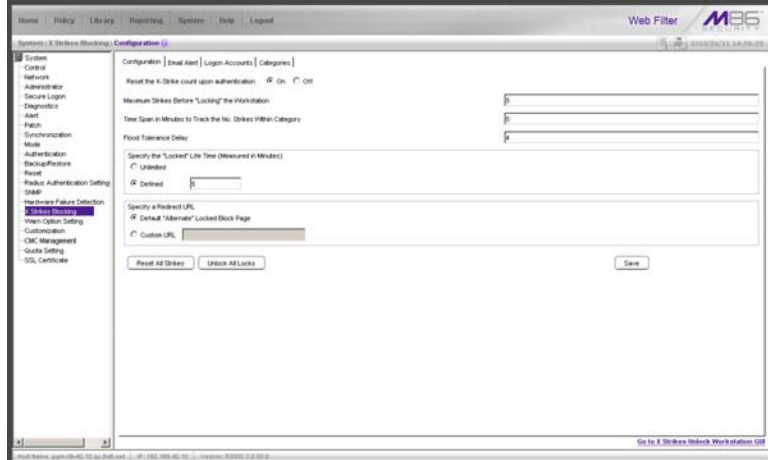 Home Policy Library Reporting System Help Logout
Web Filter
M86
SECURITY
System : X Strikes Blocking : Configuration
System
Control
Network
Administrator
Secure Logon
Diagnostics
Alert
Patch
Synchronization
Mode
Authentication
Backup/Restore
Reset
Radius Authentication Setting
SNMP
Hardware Failure Detection
X Strikes Blocking
Warn Option Setting
Customization
CMC Management
Quota Setting
SSL Certificate
Configuration Email Alert Logon Accounts Categories
Reset the X-Strike count upon authentication On Off
Maximum Strikes Before "Locking" the Workstation 5
Time Span in Minutes to Track the No. Strikes Within Category 5
Flood Tolerance Delay 4
Specify the "Locked" Life Time (Measured in Minutes)
Unlimited
Defined 5
Specify a Redirect URL
Default "Alternate" Locked Block Page
Custom URL
Reset All Strikes Unlock All Locks Save
Go to X Strikes Unlock Workstation GUI
Host Name: